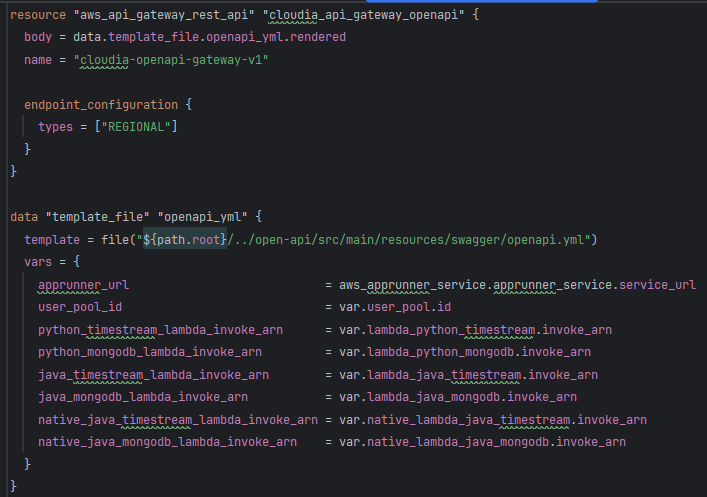 resource "aws_api_gateway_rest_api" "cloudia_api_gateway_openapi" {
  body = data.template_file.openapi_yml.rendered
  name = "cloudia-openapi-gateway-v1"

  endpoint_configuration {
    types = ["REGIONAL"]
  }
}

data "template_file" "openapi_yml" {
  template = file("${path.root}/../open-api/src/main/resources/swagger/openapi.yml")
  vars = {
    apprunner_url                           = aws_apprunner_service.apprunner_service.service_url
    user_pool_id                            = var.user_pool.id
    python_timestream_lambda_invoke_arn     = var.lambda_python_timestream.invoke_arn
    python_mongodb_lambda_invoke_arn        = var.lambda_python_mongodb.invoke_arn
    java_timestream_lambda_invoke_arn       = var.lambda_java_timestream.invoke_arn
    java_mongodb_lambda_invoke_arn          = var.lambda_java_mongodb.invoke_arn
    native_java_timestream_lambda_invoke_arn = var.native_lambda_java_timestream.invoke_arn
    native_java_mongodb_lambda_invoke_arn   = var.native_lambda_java_mongodb.invoke_arn
  }
}